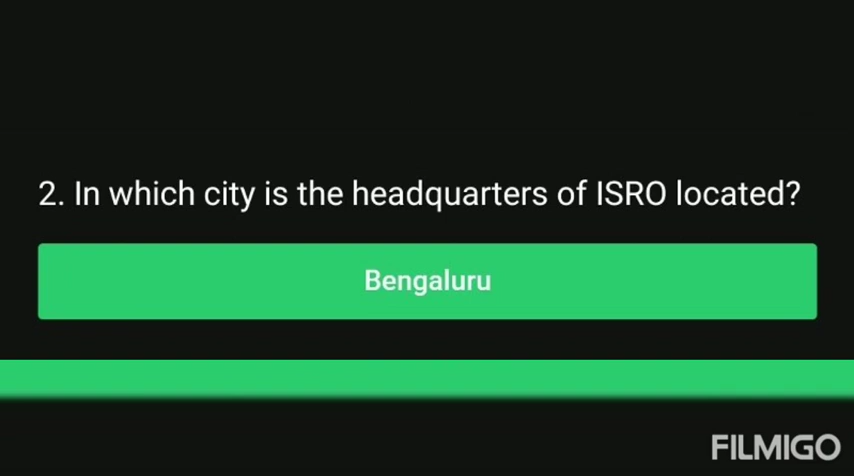 2. In which city is the headquarters of ISRO located?
Bengaluru
FILMIGO